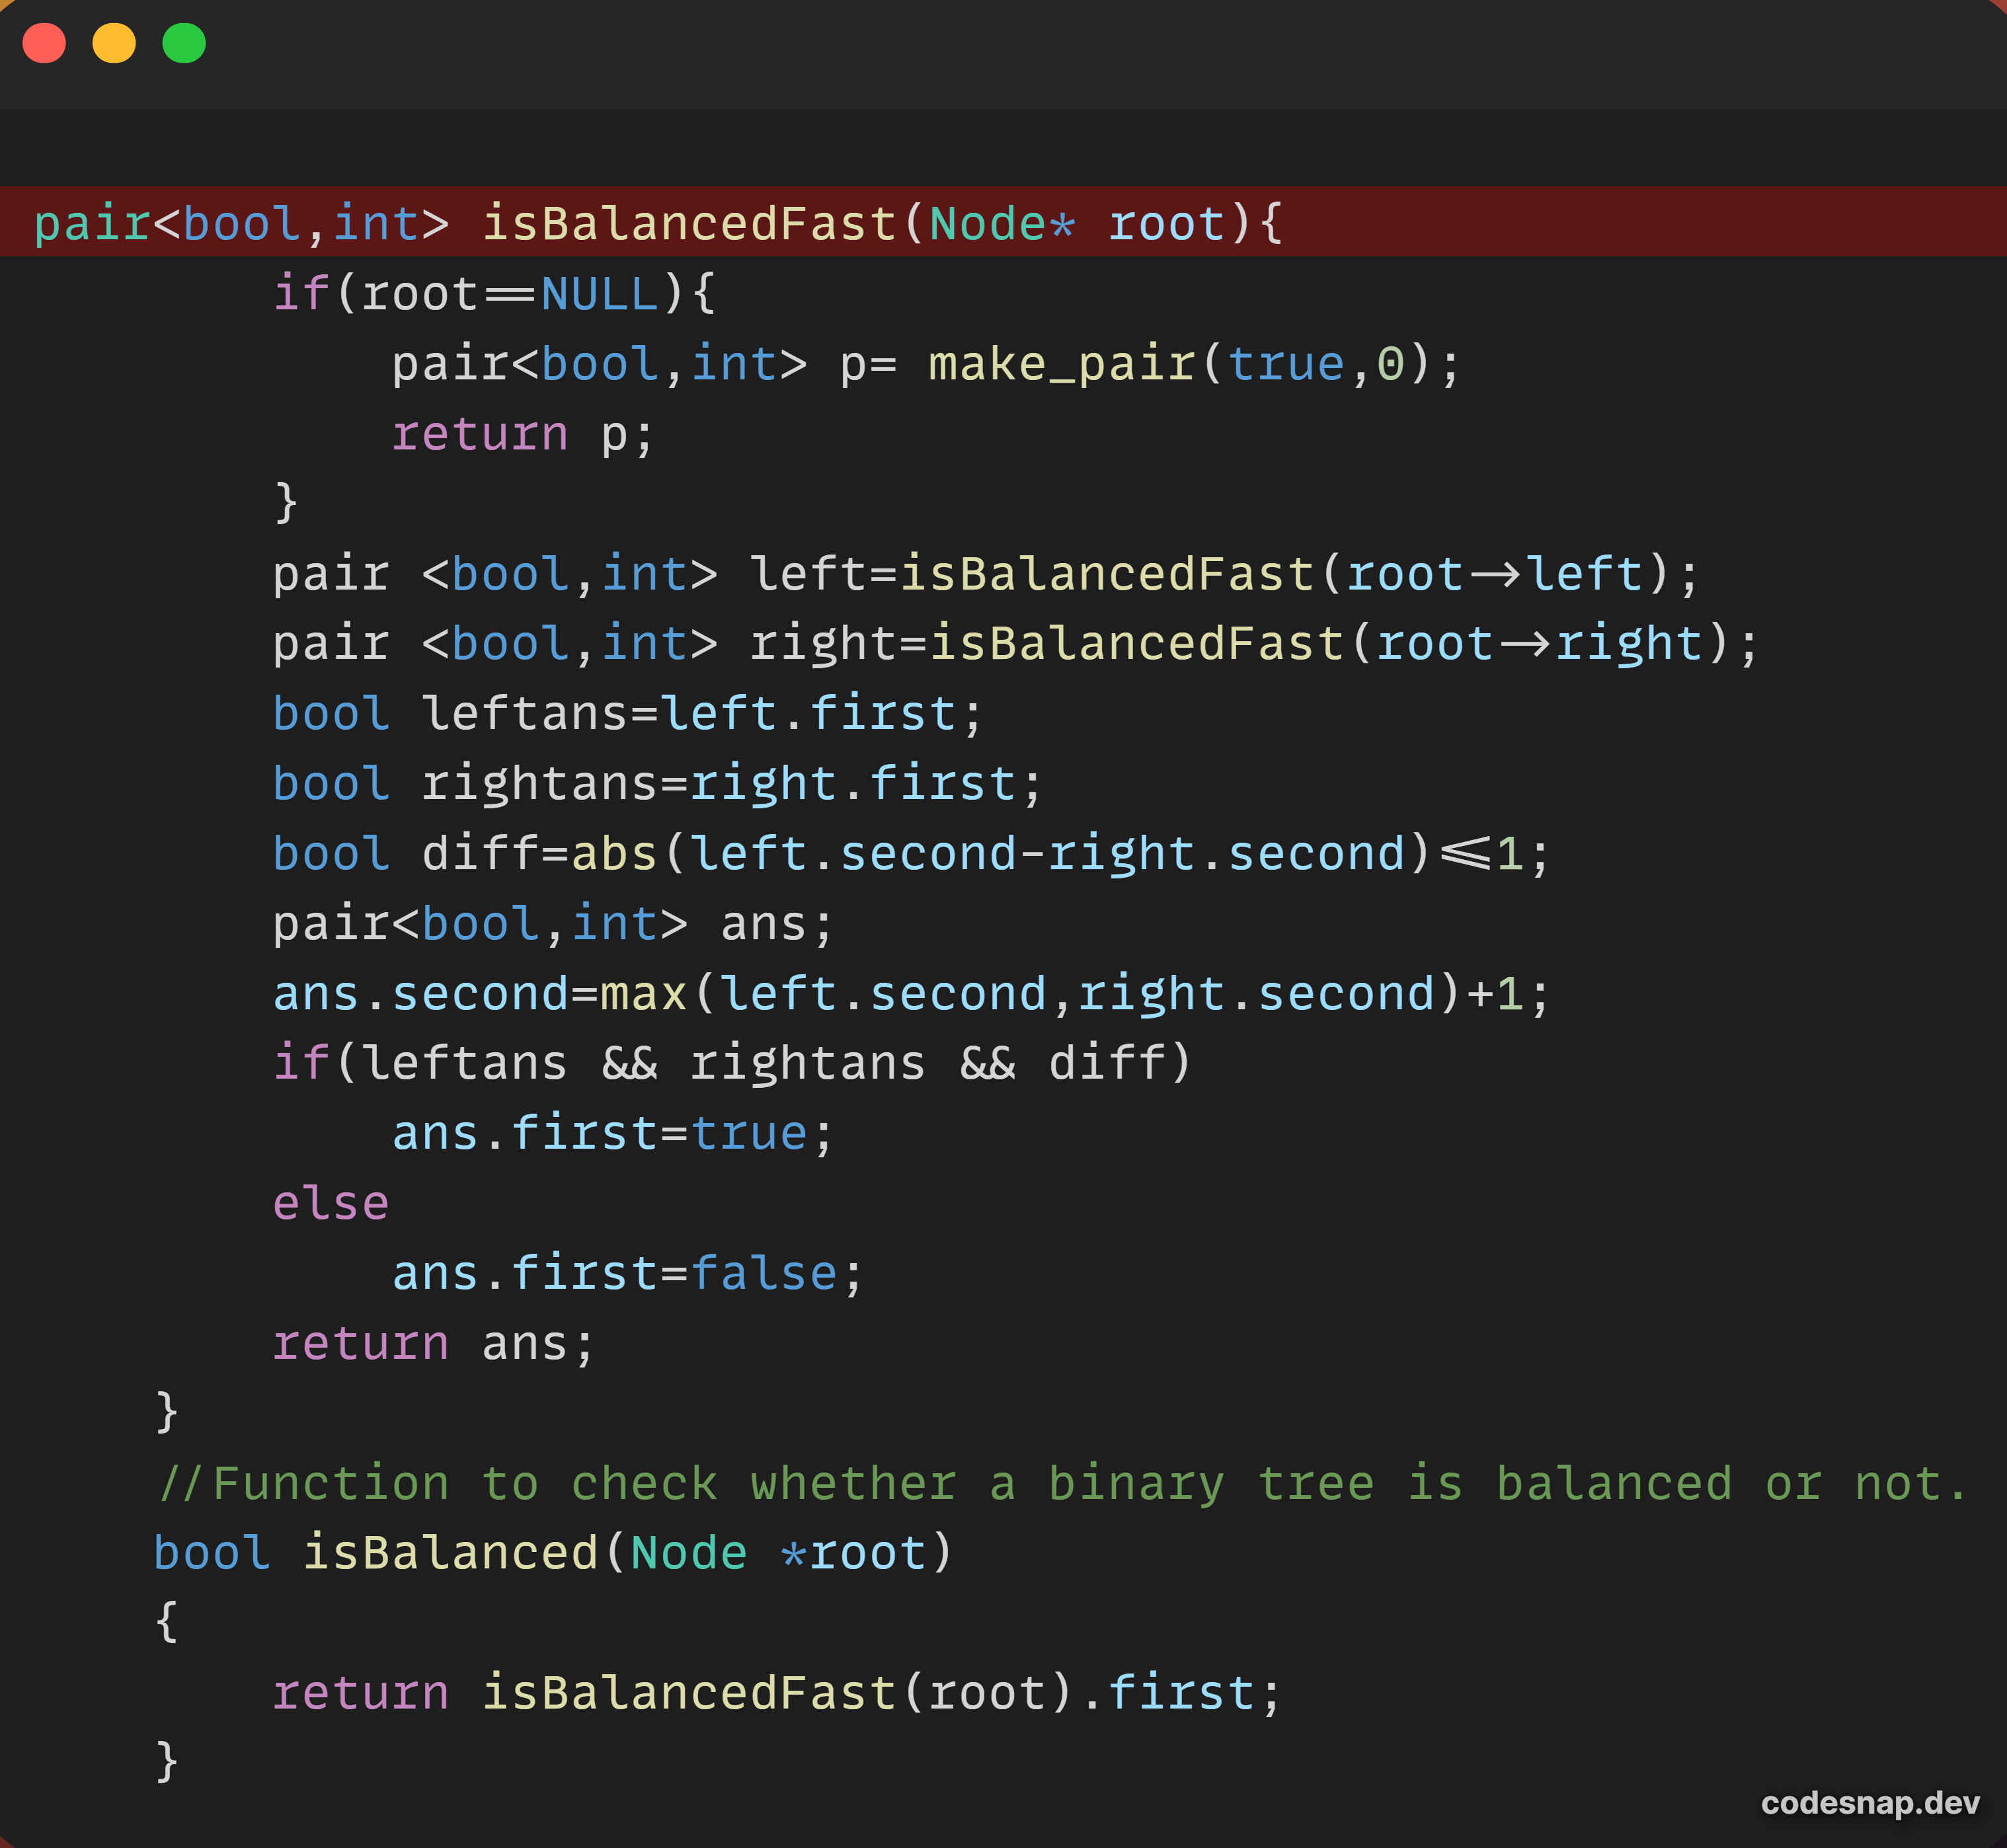 pair<bool,int> isBalancedFast(Node* root){
        if(root==NULL){
            pair<bool,int> p= make_pair(true,0);
            return p;
        }
        pair <bool,int> left=isBalancedFast(root->left);
        pair <bool,int> right=isBalancedFast(root->right);
        bool leftans=left.first;
        bool rightans=right.first;
        bool diff=abs(left.second-right.second)<=1;
        pair<bool,int> ans;
        ans.second=max(left.second,right.second)+1;
        if(leftans && rightans && diff)
            ans.first=true;
        else
            ans.first=false;
        return ans;
    }
    //Function to check whether a binary tree is balanced or not.
    bool isBalanced(Node *root)
    {
        return isBalancedFast(root).first;
    }
codesnap.dev